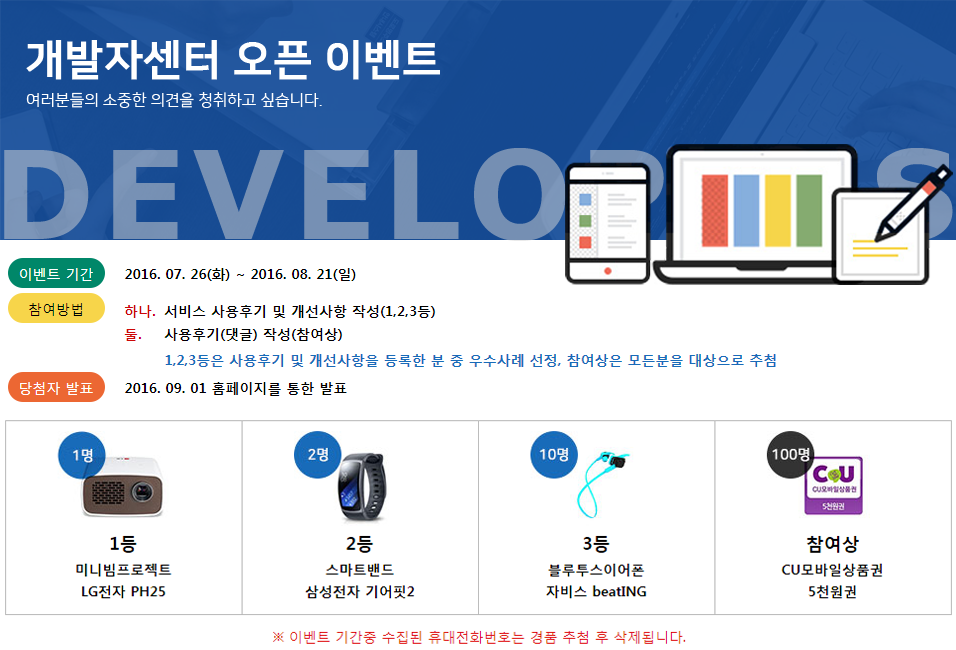 개발자센터 오픈 이벤트
여러분들의 소중한 의견을 청취하고 싶습니다.
이벤트 기간 2016. 07. 26(화) ~ 2016. 08. 21(일)
참여방법 하나. 서비스 사용후기 및 개선사항 작성(1,2,3등)
둘. 사용후기(댓글) 작성(참여상)
1,2,3등은 사용후기 및 개선사항을 등록한 분 중 우수사례 선정, 참여상은 모든분을 대상으로 추첨
당첨자 발표 2016. 09. 01 홈페이지를 통한 발표
1명
1등
미니빔프로젝트
LG전자 PH25
2명
2등
스마트밴드
삼성전자 기어핏2
10명
3등
블루투스이어폰
자비스 beatING
100명
CU
CU모바일상품권
5천원권
참여상
CU모바일상품권
5천원권
※ 이벤트 기간중 수집된 휴대전화번호는 경품 추첨 후 삭제됩니다.